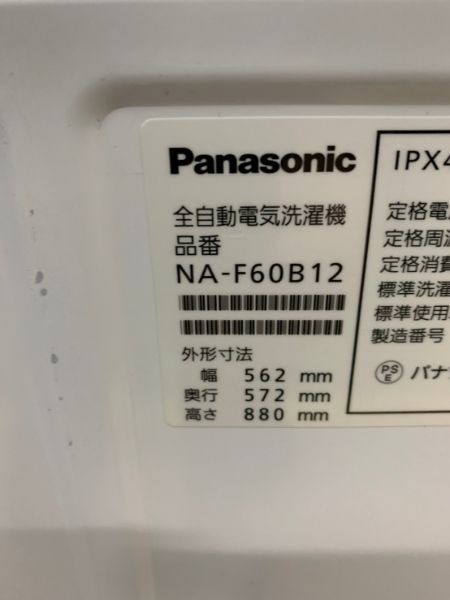 Panasonic
全自動電気洗濯機
品番
NA-F60B12
外形寸法
幅 562 mm
奥行 572 mm
高さ 880 mm
IPX4
定格電
定格周
定格消費
標準洗濯
標準使用
製造番号
PS
E
パナ